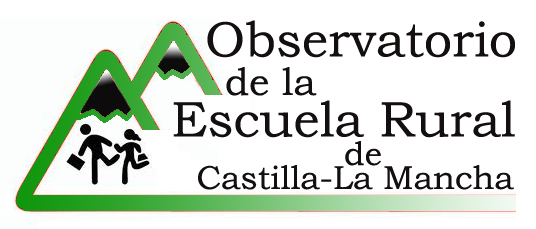 Observatorio
de la
Escuela Rural
de
Castilla-La Mancha